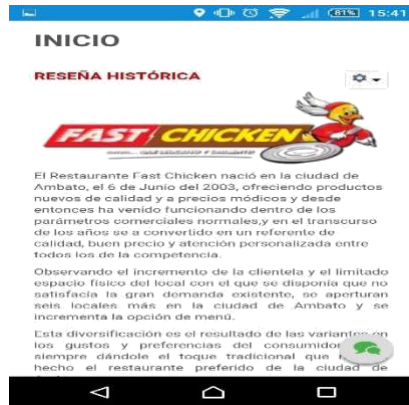 81% 15:41
INICIO
RESEÑA HISTÓRICA
FAST CHICKEN
El Restaurante Fast Chicken nació en la ciudad de
Ambato, el 6 de Junio del 2003, ofreciendo productos
nuevos de calidad y a precios módicos y desde
entonces ha venido funcionando dentro de los
parámetros comerciales normales,y en el transcurso
de los años se a convertido en un referente de
calidad, buen precio y atención personalizada entre
todos los de la competencia.
Observando el incremento de la clientela y el limitado
espacio físico del local con el que se disponía que no
satisfacía la gran demanda existente, se aperturan
seis locales más en la ciudad de Ambato y se
incrementa la opción de menú.
Esta diversificación es el resultado de las variantes en
los gustos y preferencias del consumidor
siempre dándole el toque tradicional que
hecho el restaurante preferido de la ciudad de